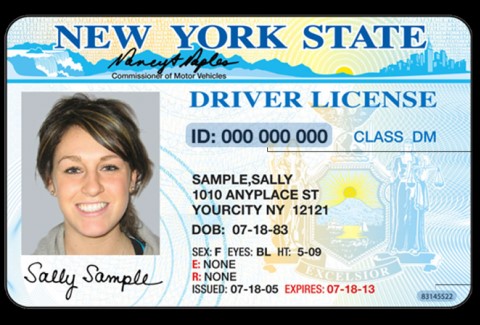 NEW YORK STATE
Nancy A Naples
Commissioner of Motor Vehicles
DRIVER LICENSE
ID: 000 000 000 CLASS DM
SAMPLE,SALLY
1010 ANYPLACE ST
YOURCITY NY 12121
DOB: 07-18-83
SEX: F EYES: BL HT: 5-09
E: NONE
R: NONE
ISSUED: 07-18-05 EXPIRES: 07-18-13
Sally Sample
EXCELSIOR
83145522